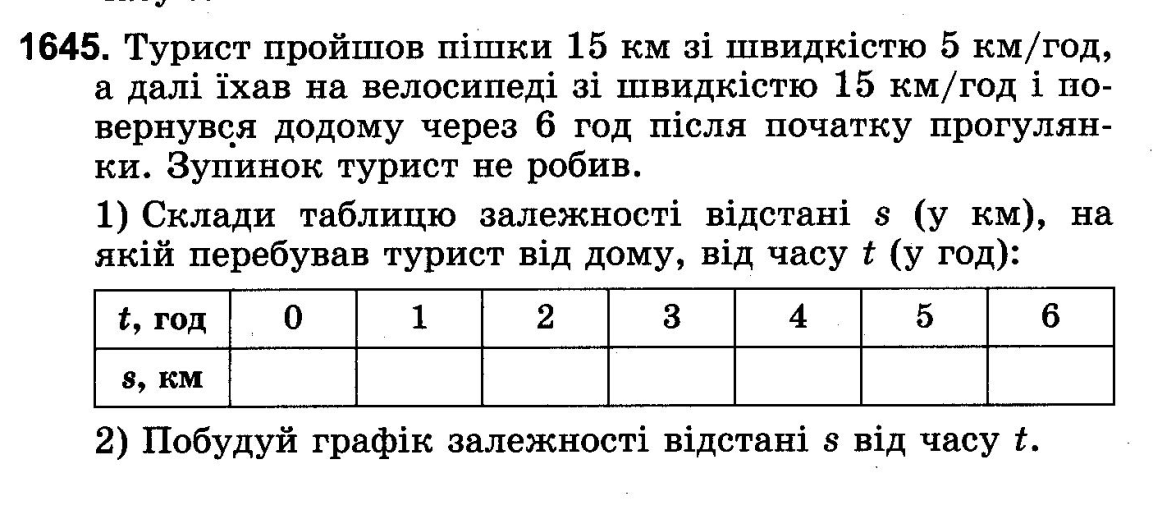 1645. Турист пройшов пішки 15 км зі швидкістю 5 км/год,
а далі їхав на велосипеді зі швидкістю 15 км/год і по-
вернувся додому через 6 год після початку прогулян-
ки. Зупинок турист не робив.
1) Склади таблицю залежності відстані s (у км), на
якій перебував турист від дому, від часу t (у год):
t, год 0 1 2 3 4 5 6
s, км
2) Побудуй графік залежності відстані s від часу t.